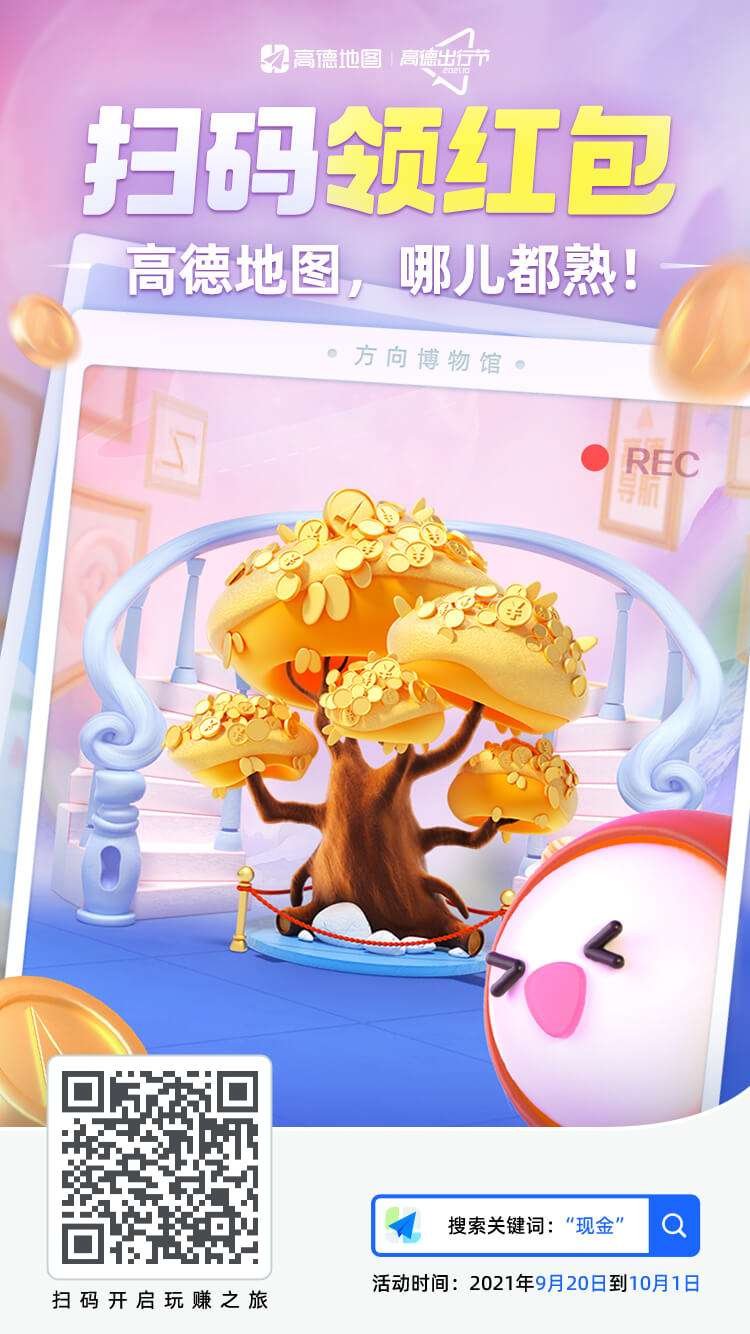 高德地图 高德出行节
2021.10
扫码领红包
高德地图，哪儿都熟！
方向博物馆
REC
导航
搜索关键词：“现金”
活动时间：2021年9月20日到10月1日
扫码开启玩赚之旅